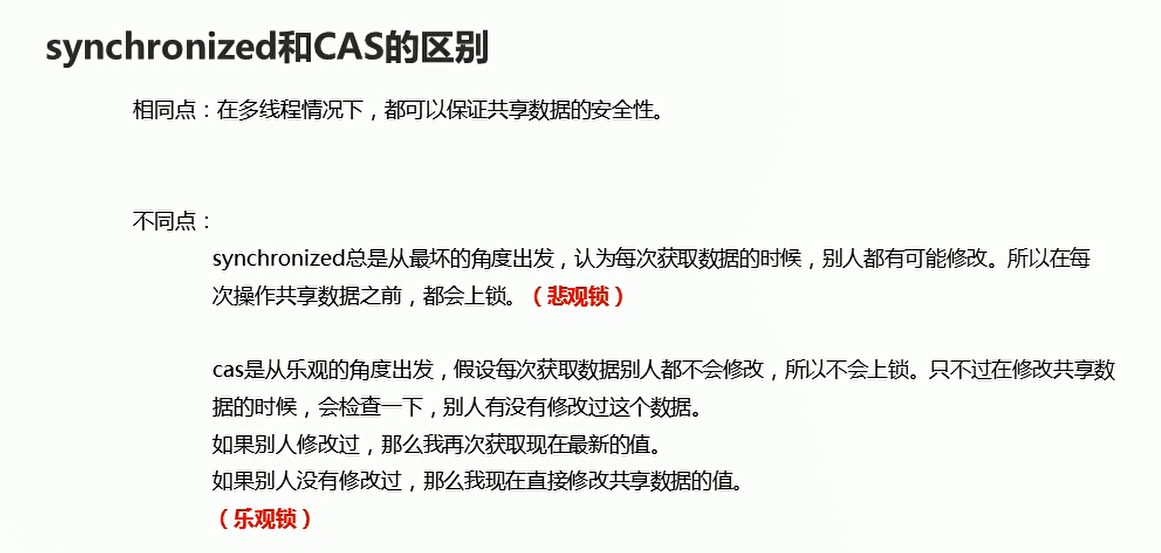 synchronized和CAS的区别
相同点：在多线程情况下，都可以保证共享数据的安全性。
不同点：
synchronized总是从最坏的角度出发，认为每次获取数据的时候，别人都有可能修改。所以在每
次操作共享数据之前，都会上锁。（悲观锁）
cas是从乐观的角度出发，假设每次获取数据别人都不会修改，所以不会上锁。只不过在修改共享数
据的时候，会检查一下，别人有没有修改过这个数据。
如果别人修改过，那么我再次获取现在最新的值。
如果别人没有修改过，那么我现在直接修改共享数据的值。
（乐观锁）